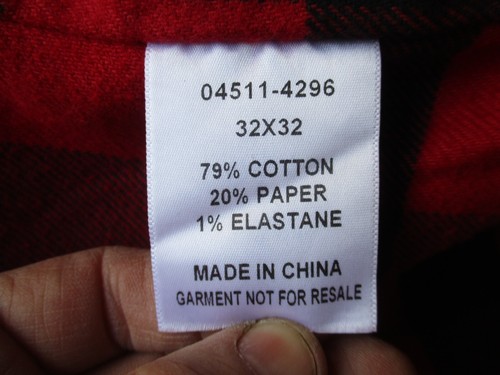 04511-4296
32X32
79% COTTON
20% PAPER
1% ELASTANE
MADE IN CHINA
GARMENT NOT FOR RESALE